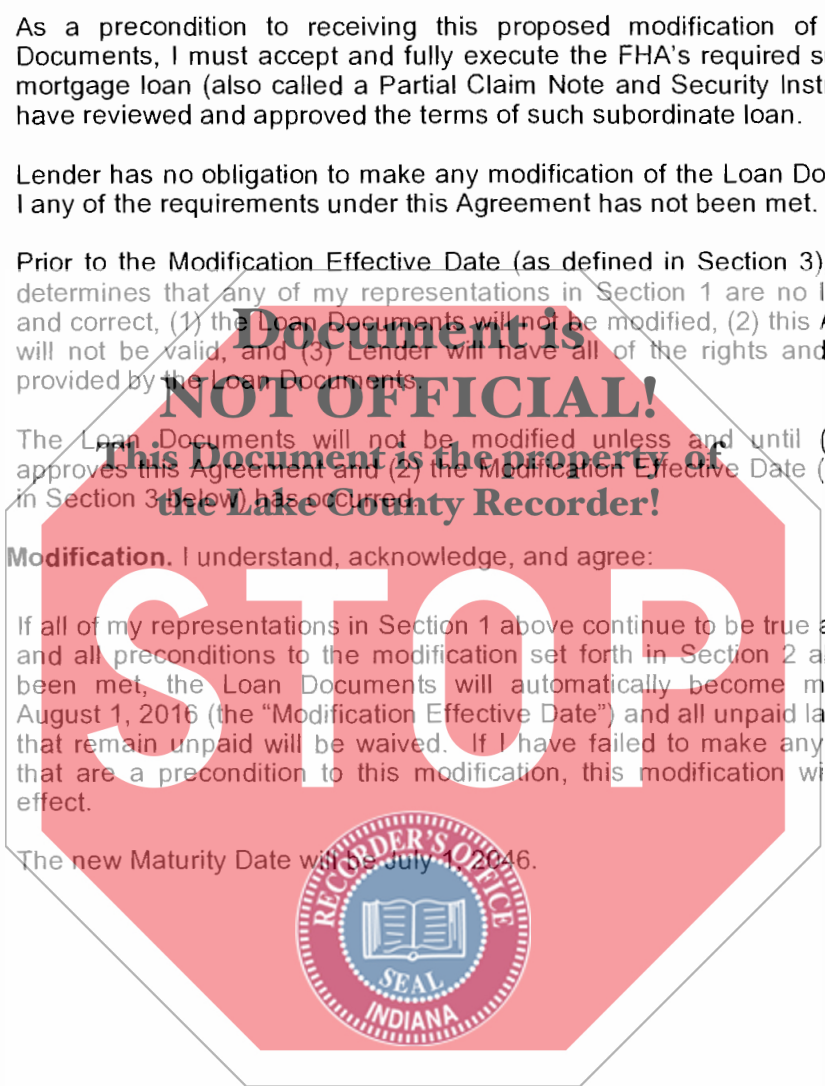 As a precondition to receiving this proposed modification of
Documents, I must accept and fully execute the FHA's required s
mortgage loan (also called a Partial Claim Note and Security Inst
have reviewed and approved the terms of such subordinate loan.
Lender has no obligation to make any modification of the Loan Do
I any of the requirements under this Agreement has not been met.
Prior to the Modification Effective Date (as defined in Section 3)
determines that any of my representations in Section 1 are no l
and correct, (1) the Loan Documents will not be modified, (2) this A
will not be valid, and (3) Lender will have all of the rights and
provided by the Loan Documents.
The Loan Documents will not be modified unless and until (
approves this Agreement and (2) the Modification Effective Date (
in Section 3 below) has occurred.
Modification. I understand, acknowledge, and agree:
If all of my representations in Section 1 above continue to be true a
and all preconditions to the modification set forth in Section 2 a
been met, the Loan Documents will automatically become m
August 1, 2016 (the “Modification Effective Date”) and all unpaid la
that remain unpaid will be waived. If I have failed to make any
that are a precondition to this modification, this modification wi
effect.
The new Maturity Date will be July 1, 2046.
Document is
NOT OFFICIAL!
This Document is the property of
the Lake County Recorder!
STOP
RECORDER'S OFFICE
SEAL
INDIANA